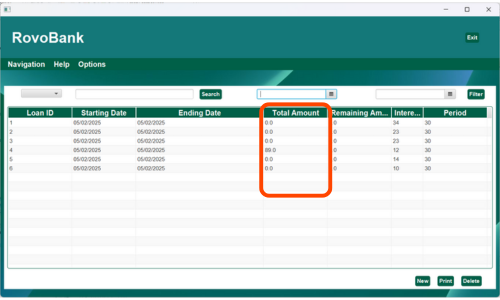 RovoBank
Exit
Navigation Help Options
Search
Filter
Loan ID Starting Date Ending Date Total Amount Remaining Am... Intere... Period
1 05/02/2025 05/02/2025 0.0 .0 34 30
2 05/02/2025 05/02/2025 0.0 .0 23 30
3 05/02/2025 05/02/2025 0.0 .0 23 30
4 05/02/2025 05/02/2025 89.0 .0 12 30
5 05/02/2025 05/02/2025 0.0 .0 14 30
6 05/02/2025 05/02/2025 0.0 .0 10 30
New Print Delete